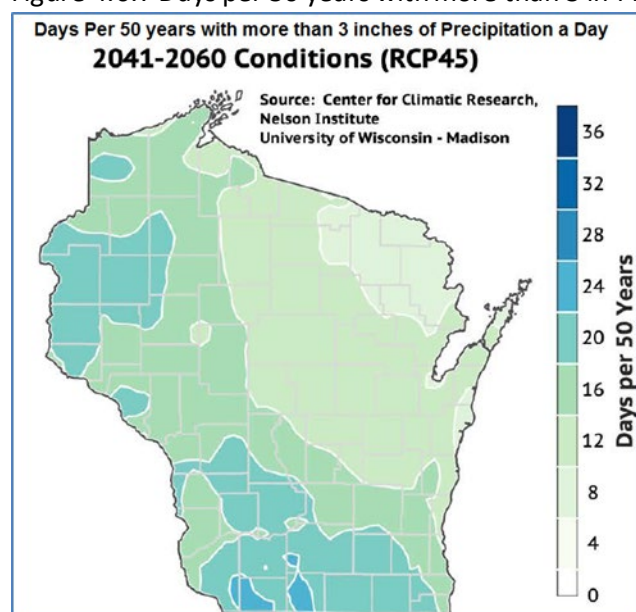 Days Per 50 years with more than 3 inches of Precipitation a Day
2041-2060 Conditions (RCP45)
Source: Center for Climatic Research,
Nelson Institute
University of Wisconsin - Madison
36
32
28
24
20
16
12
8
4
0
Days per 50 Years